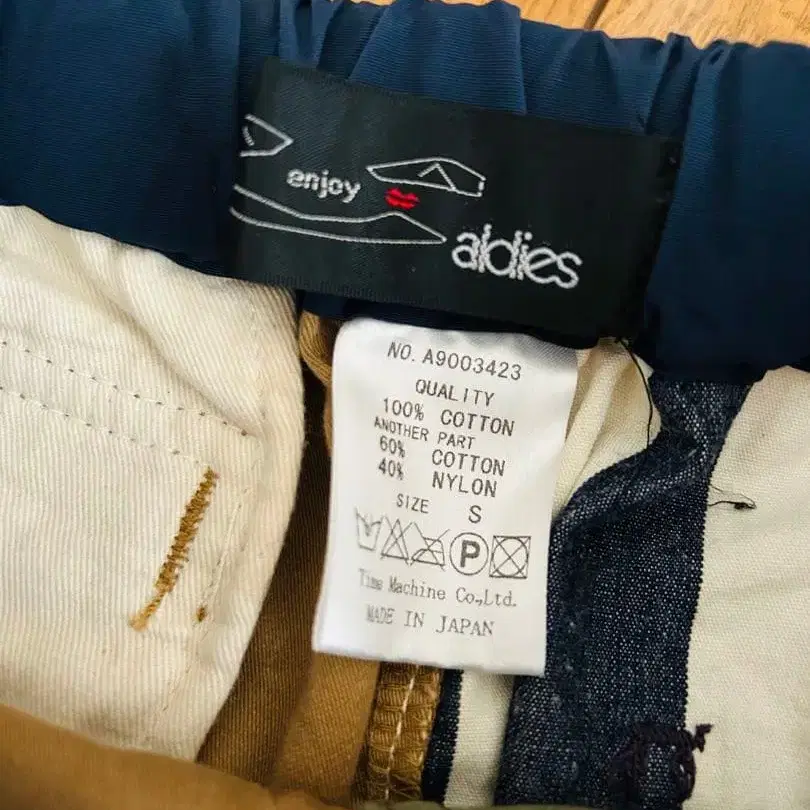 enjoy
aldies
NO. A9003423
QUALITY
100% COTTON
ANOTHER PART
60% COTTON
40% NYLON
SIZE S
P
Time Machine Co.,Ltd.
MADE IN JAPAN